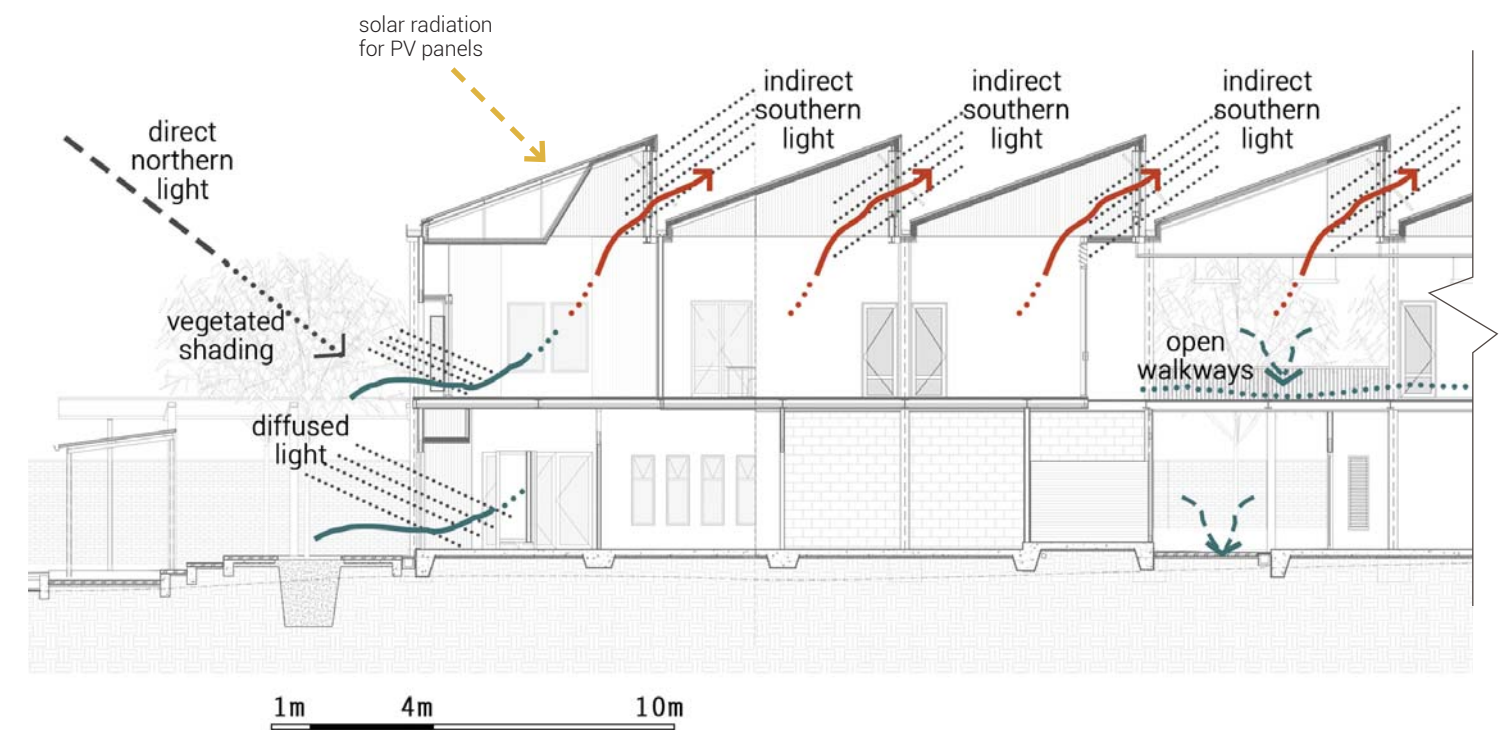 solar radiation
for PV panels
direct
northern
light
indirect
southern
light
indirect
southern
light
indirect
southern
light
vegetated
shading
open
walkways
diffused
light
1m 4m 10m